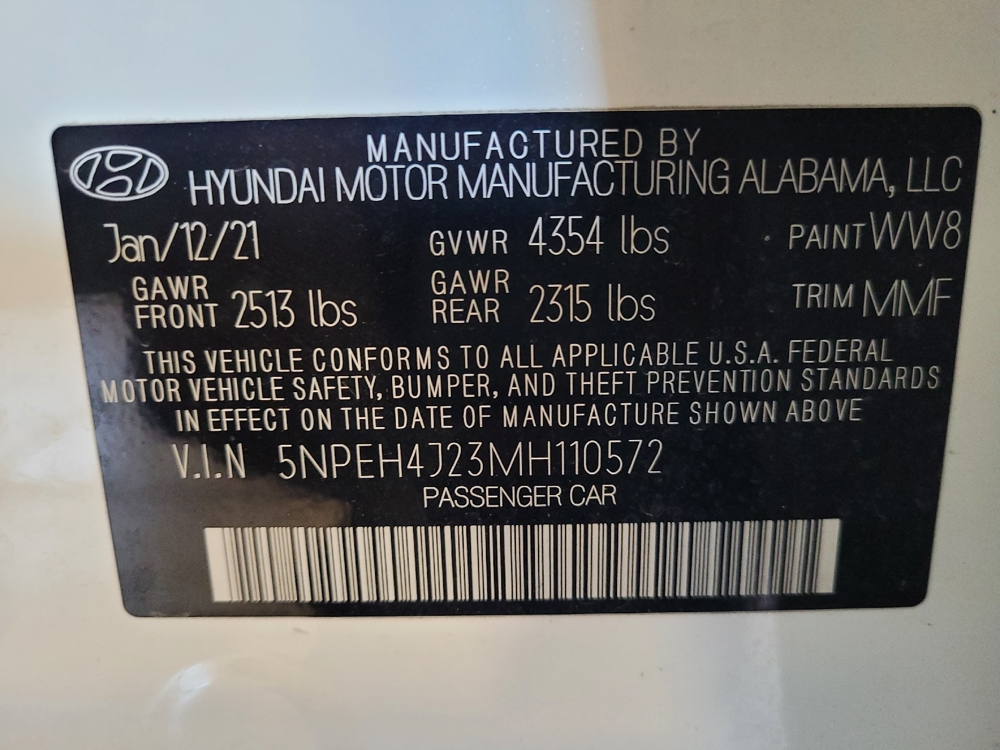 MANUFACTURED BY
HYUNDAI MOTOR MANUFACTURING ALABAMA, LLC
Jan/12/21 GVWR 4354 lbs PAINT WW8
GAWR FRONT 2513 lbs GAWR REAR 2315 lbs TRIM MMF
THIS VEHICLE CONFORMS TO ALL APPLICABLE U.S.A. FEDERAL
MOTOR VEHICLE SAFETY, BUMPER, AND THEFT PREVENTION STANDARDS
IN EFFECT ON THE DATE OF MANUFACTURE SHOWN ABOVE
V.I.N 5NPEH4J23MH110572
PASSENGER CAR